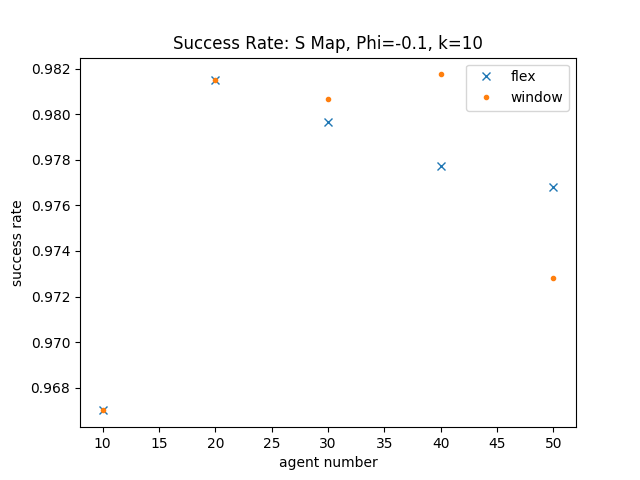 Success Rate: S Map, Phi=-0.1, k=10
flex
window
success rate
0.982
0.980
0.978
0.976
0.974
0.972
0.970
0.968
10 15 20 25 30 35 40 45 50
agent number